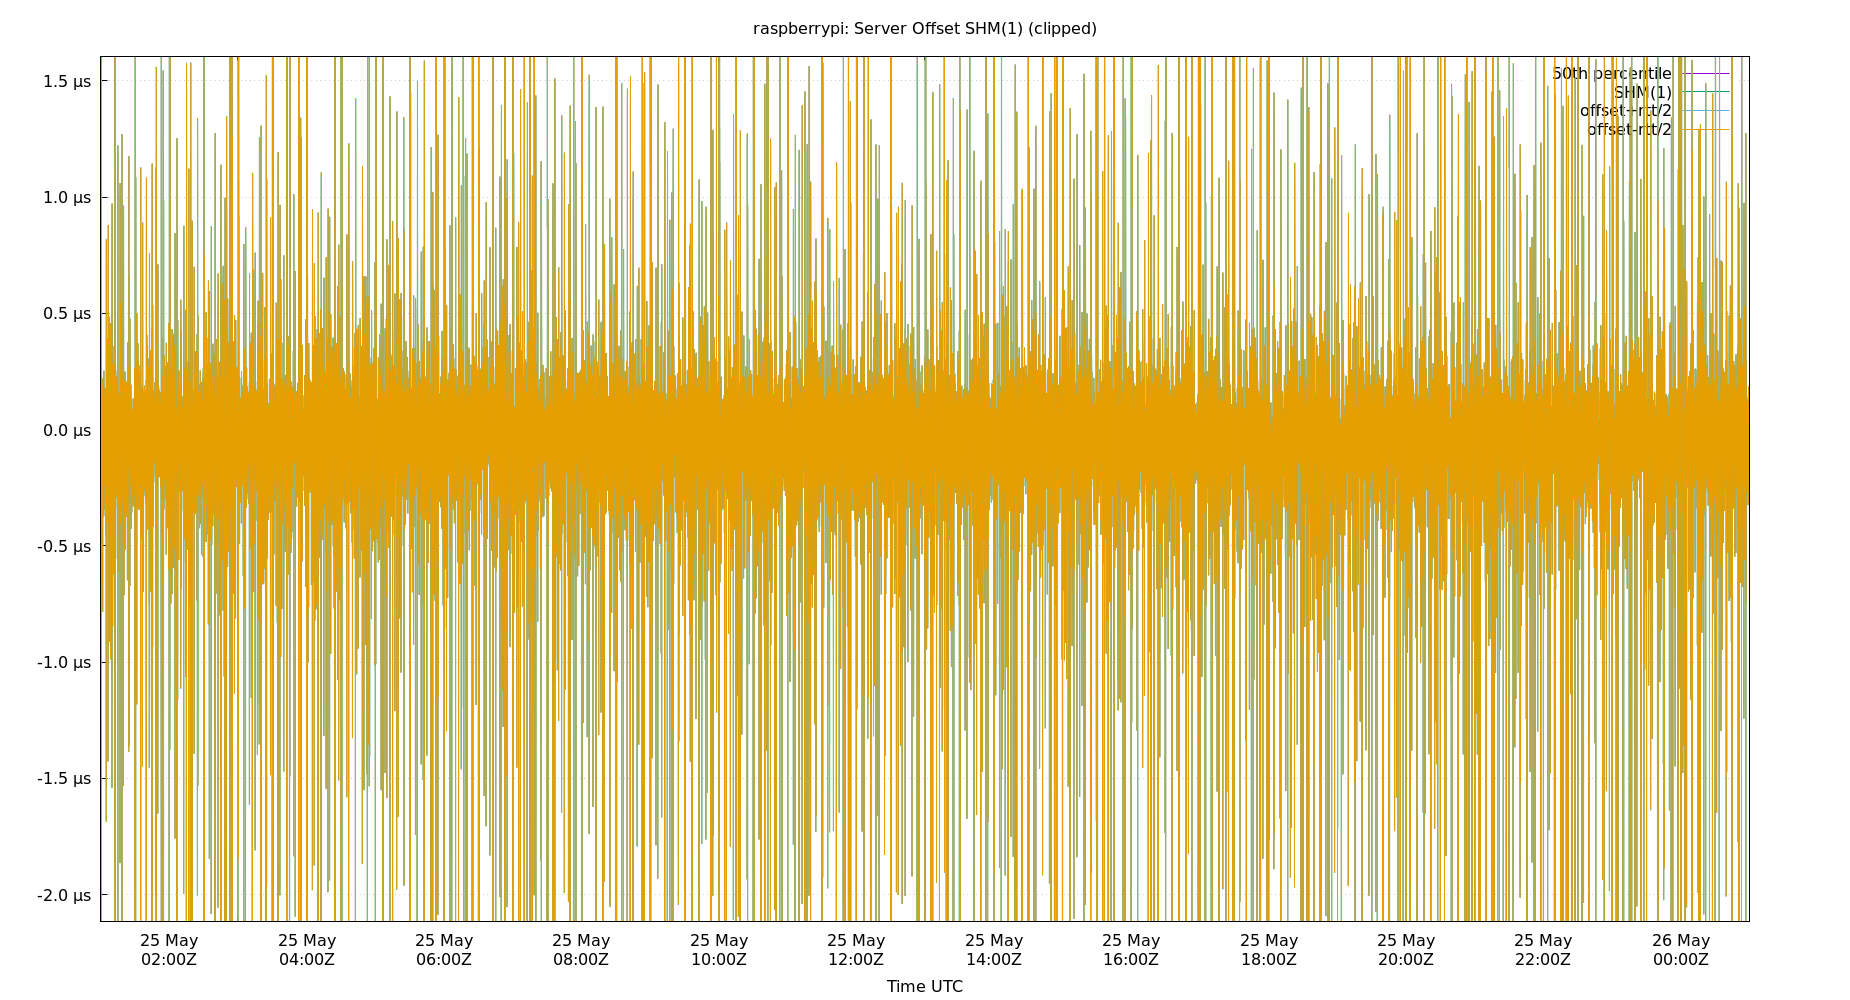 raspberrypi: Server Offset SHM(1) (clipped)
1.5 µs
1.0 µs
0.5 µs
0.0 µs
-0.5 µs
-1.0 µs
-1.5 µs
-2.0 µs
50th percentile
SHM(1)
offset+rtt/2
offset-rtt/2
25 May 25 May 25 May 25 May 25 May 25 May 25 May 25 May 25 May 25 May 25 May 26 May
02:00Z 04:00Z 06:00Z 08:00Z 10:00Z 12:00Z 14:00Z 16:00Z 18:00Z 20:00Z 22:00Z 00:00Z
Time UTC